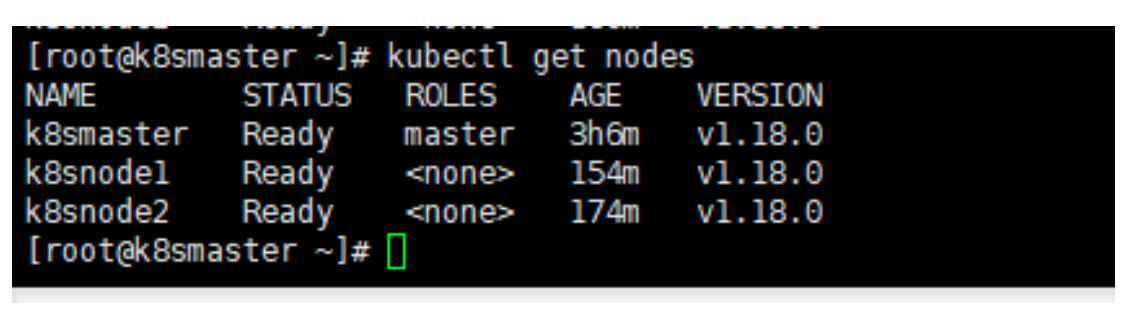 [root@k8smaster ~]# kubectl get nodes
NAME STATUS ROLES AGE VERSION
k8smaster Ready master 3h6m v1.18.0
k8snode1 Ready <none> 154m v1.18.0
k8snode2 Ready <none> 174m v1.18.0
[root@k8smaster ~]#